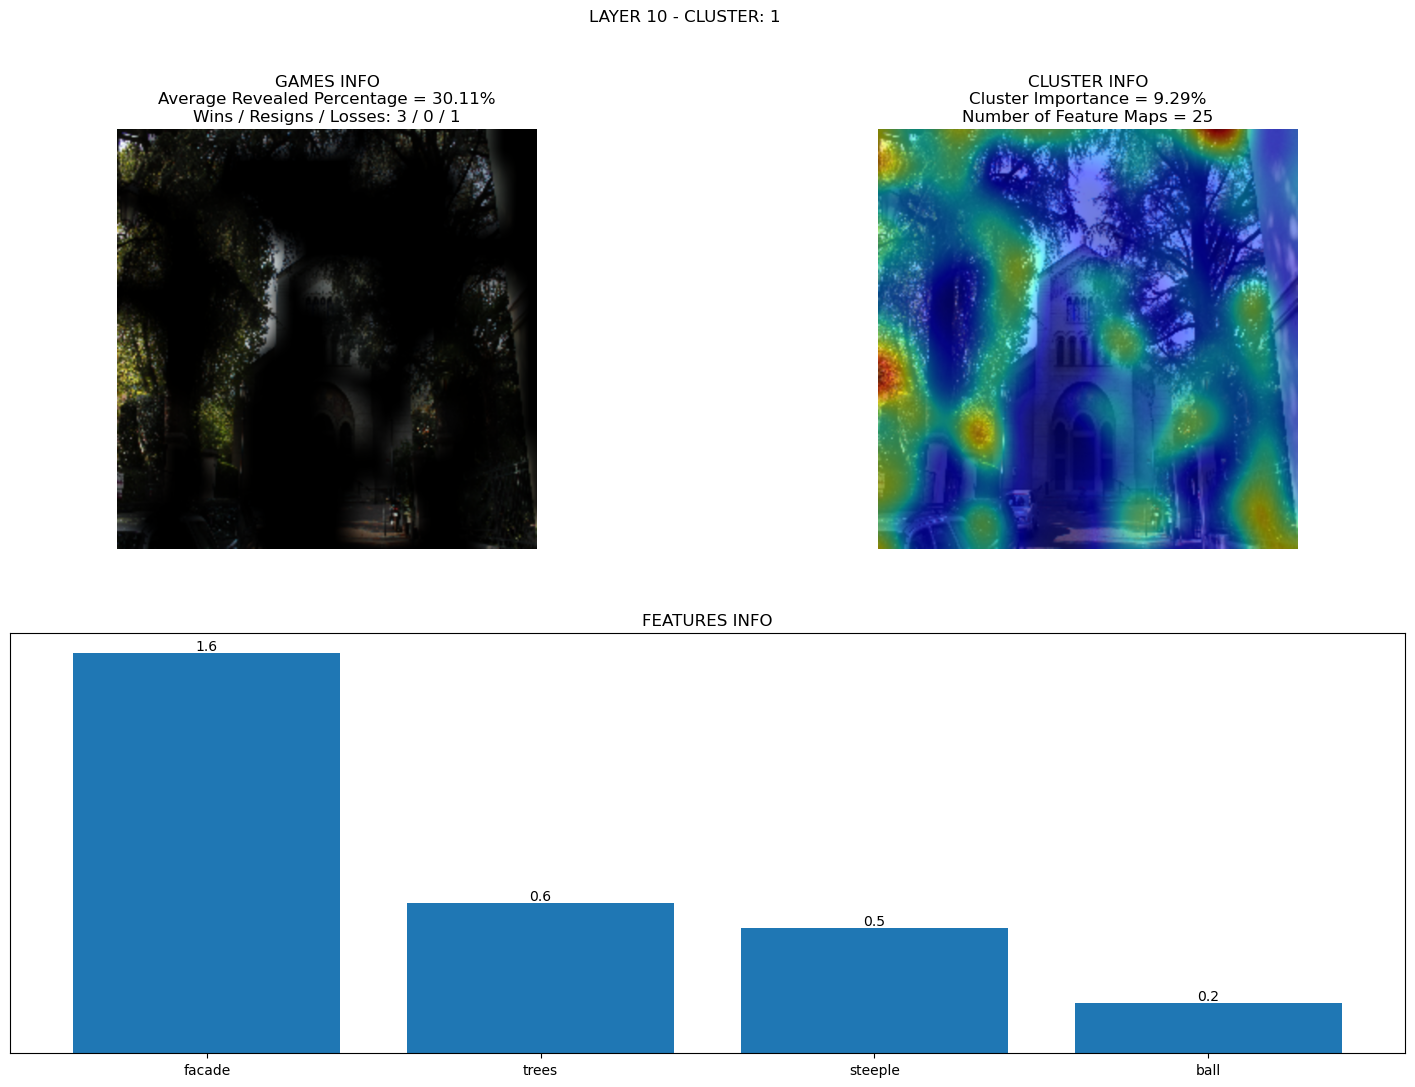 LAYER 10 - CLUSTER: 1
GAMES INFO
Average Revealed Percentage = 30.11%
Wins / Resigns / Losses: 3 / 0 / 1
CLUSTER INFO
Cluster Importance = 9.29%
Number of Feature Maps = 25
FEATURES INFO
1.6
0.6
0.5
0.2
facade
trees
steeple
ball